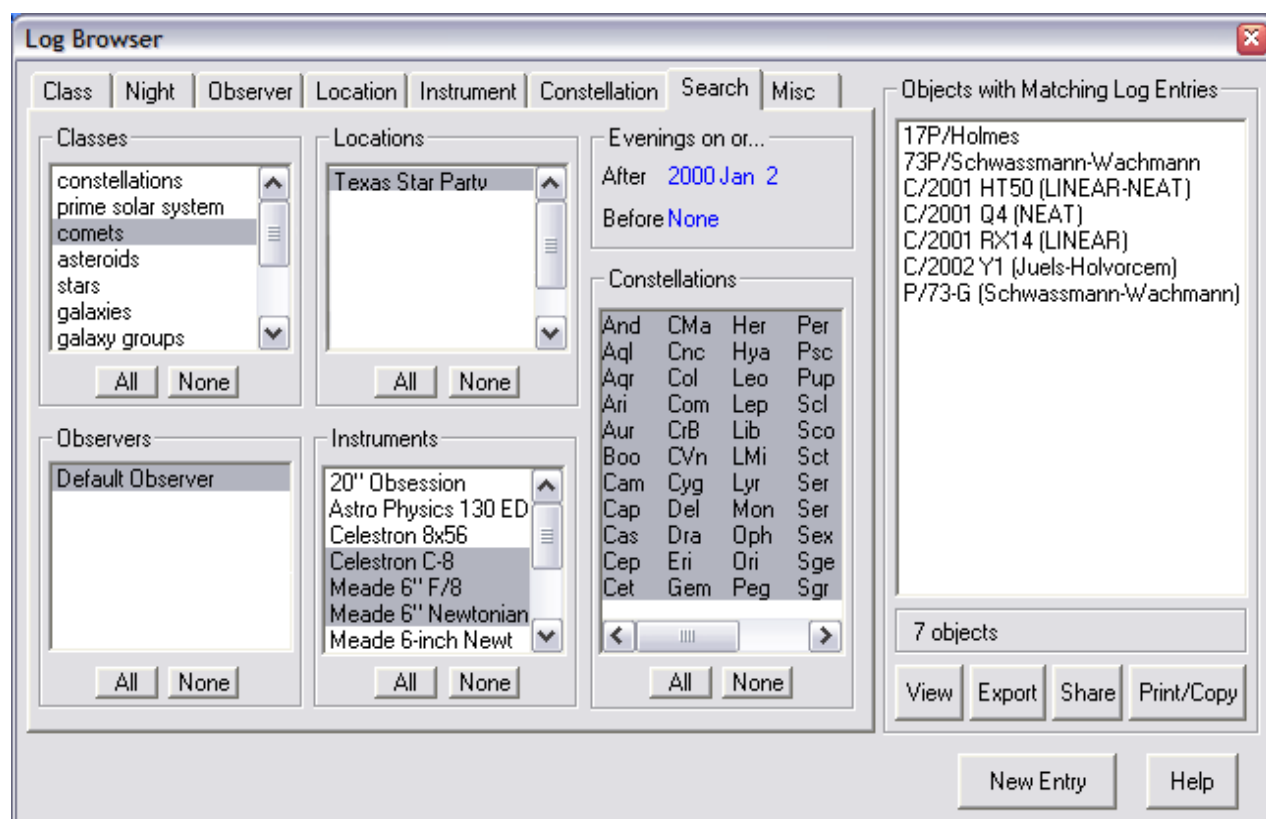 Log Browser
Class Night Observer Location Instrument Constellation Search Misc
Classes
constellations
prime solar system
comets
asteroids
stars
galaxies
galaxy groups
All None
Locations
Texas Star Party
All None
Evenings on or...
After 2000 Jan 2
Before None
Observers
Default Observer
All None
Instruments
20" Obsession
Astro Physics 130 ED
Celestron 8x56
Celestron C-8
Meade 6" F/8
Meade 6" Newtonian
Meade 6-inch Newt
All None
Constellations
And CMa Her Per
Aql Cnc Hya Psc
Aqr Col Leo Pup
Ari Com Lep Scl
Aur CrB Lib Sco
Boo CVn LMi Sct
Cam Cyg Lyr Ser
Cap Del Mon Ser
Cas Dra Oph Sex
Cep Eri Ori Sge
Cet Gem Peg Sgr
All None
Objects with Matching Log Entries
17P/Holmes
73P/Schwassmann-Wachmann
C/2001 HT50 (LINEAR-NEAT)
C/2001 Q4 (NEAT)
C/2001 RX14 (LINEAR)
C/2002 Y1 (Juels-Holvorcem)
P/73-G (Schwassmann-Wachmann)
7 objects
View Export Share Print/Copy
New Entry Help